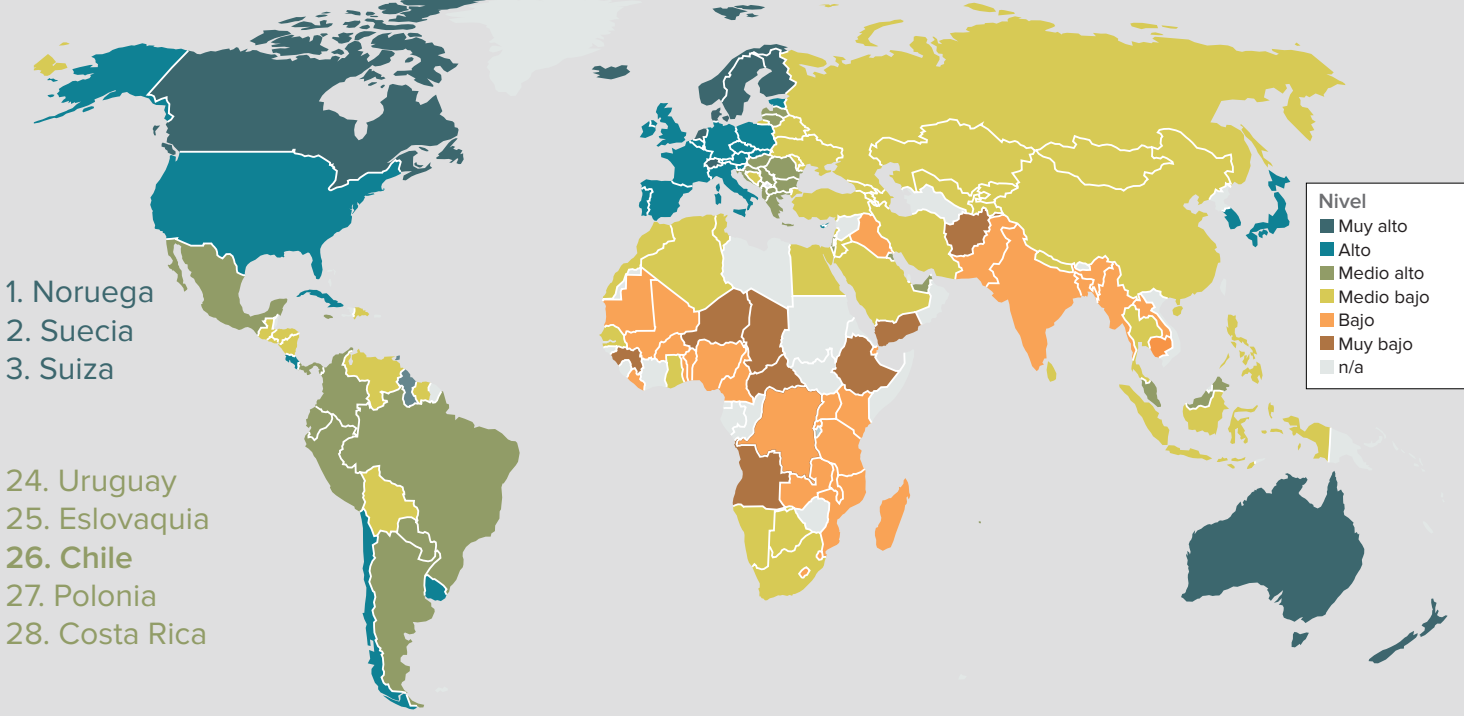 1. Noruega
2. Suecia
3. Suiza
24. Uruguay
25. Eslovaquia
26. Chile
27. Polonia
28. Costa Rica
Nivel
Muy alto
Alto
Medio alto
Medio bajo
Bajo
Muy bajo
n/a